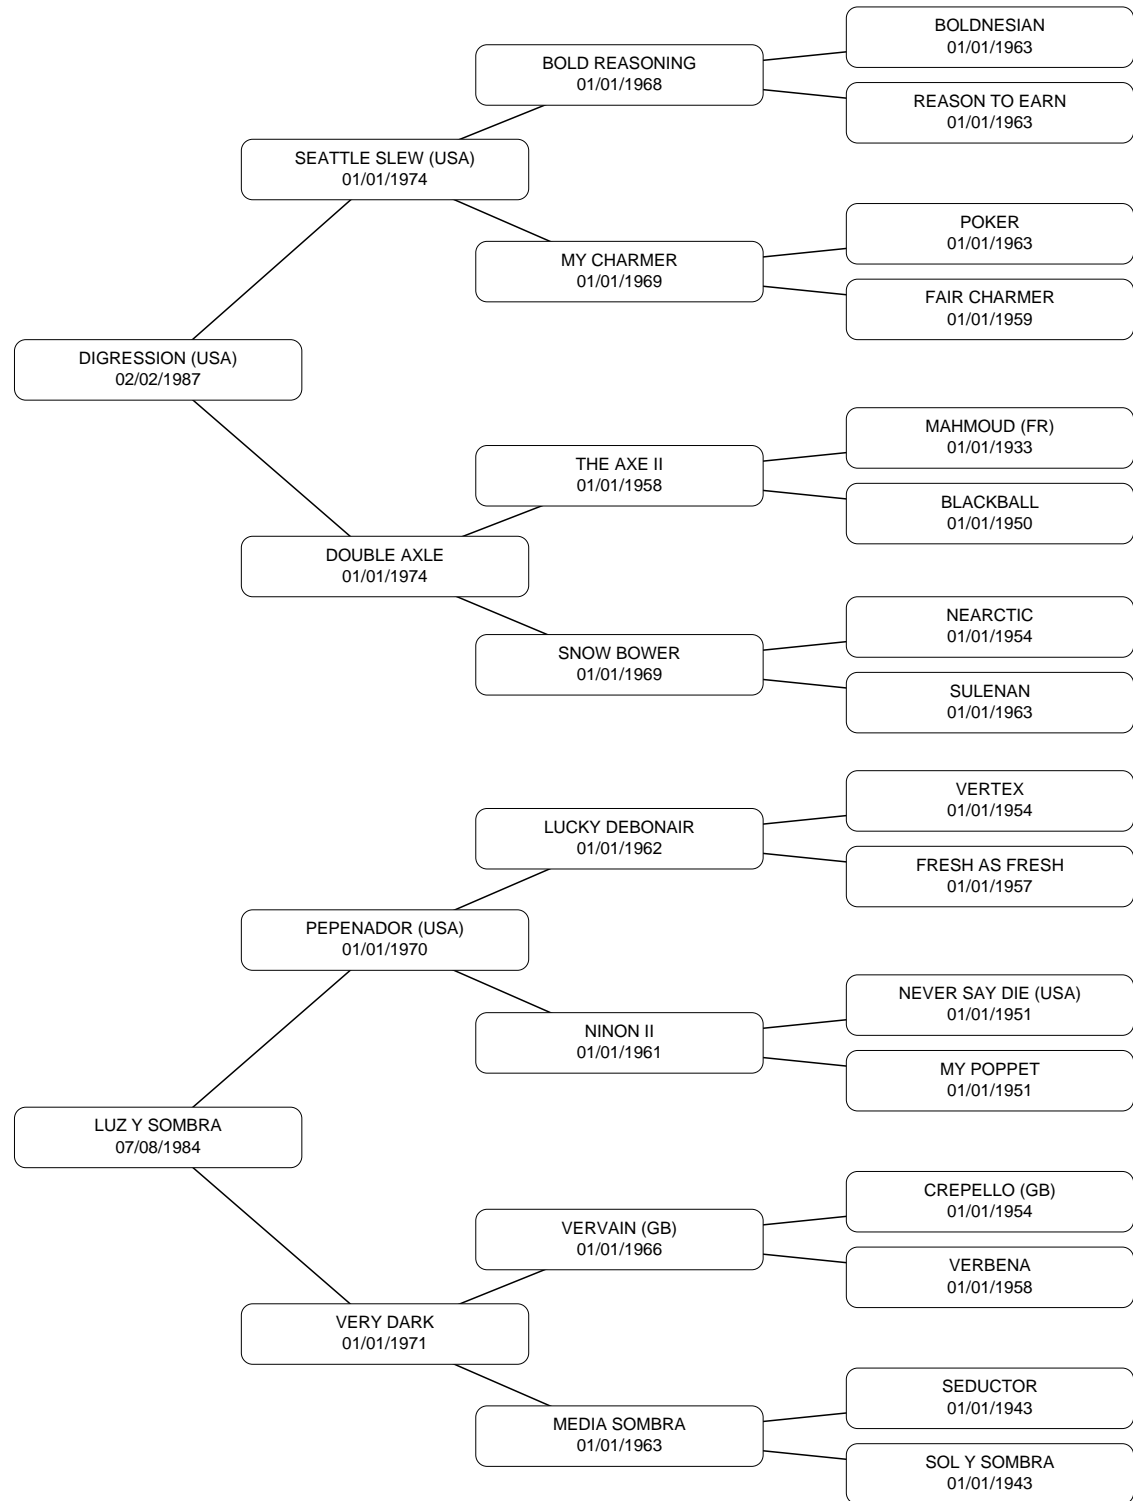 BOLDNESIAN
01/01/1963
BOLD REASONING
01/01/1968
REASON TO EARN
01/01/1963
SEATTLE SLEW (USA)
01/01/1974
POKER
01/01/1963
MY CHARMER
01/01/1969
FAIR CHARMER
01/01/1959
DIGRESSION (USA)
02/02/1987
MAHMOUD (FR)
01/01/1933
THE AXE II
01/01/1958
BLACKBALL
01/01/1950
DOUBLE AXLE
01/01/1974
NEARCTIC
01/01/1954
SNOW BOWER
01/01/1969
SULENAN
01/01/1963
VERTEX
01/01/1954
LUCKY DEBONAIR
01/01/1962
FRESH AS FRESH
01/01/1957
PEPENADOR (USA)
01/01/1970
NEVER SAY DIE (USA)
01/01/1951
NINON II
01/01/1961
MY POPPET
01/01/1951
LUZ Y SOMBRA
07/08/1984
CREPELLO (GB)
01/01/1954
VERVAIN (GB)
01/01/1966
VERBENA
01/01/1958
VERY DARK
01/01/1971
SEDUCTOR
01/01/1943
MEDIA SOMBRA
01/01/1963
SOL Y SOMBRA
01/01/1943